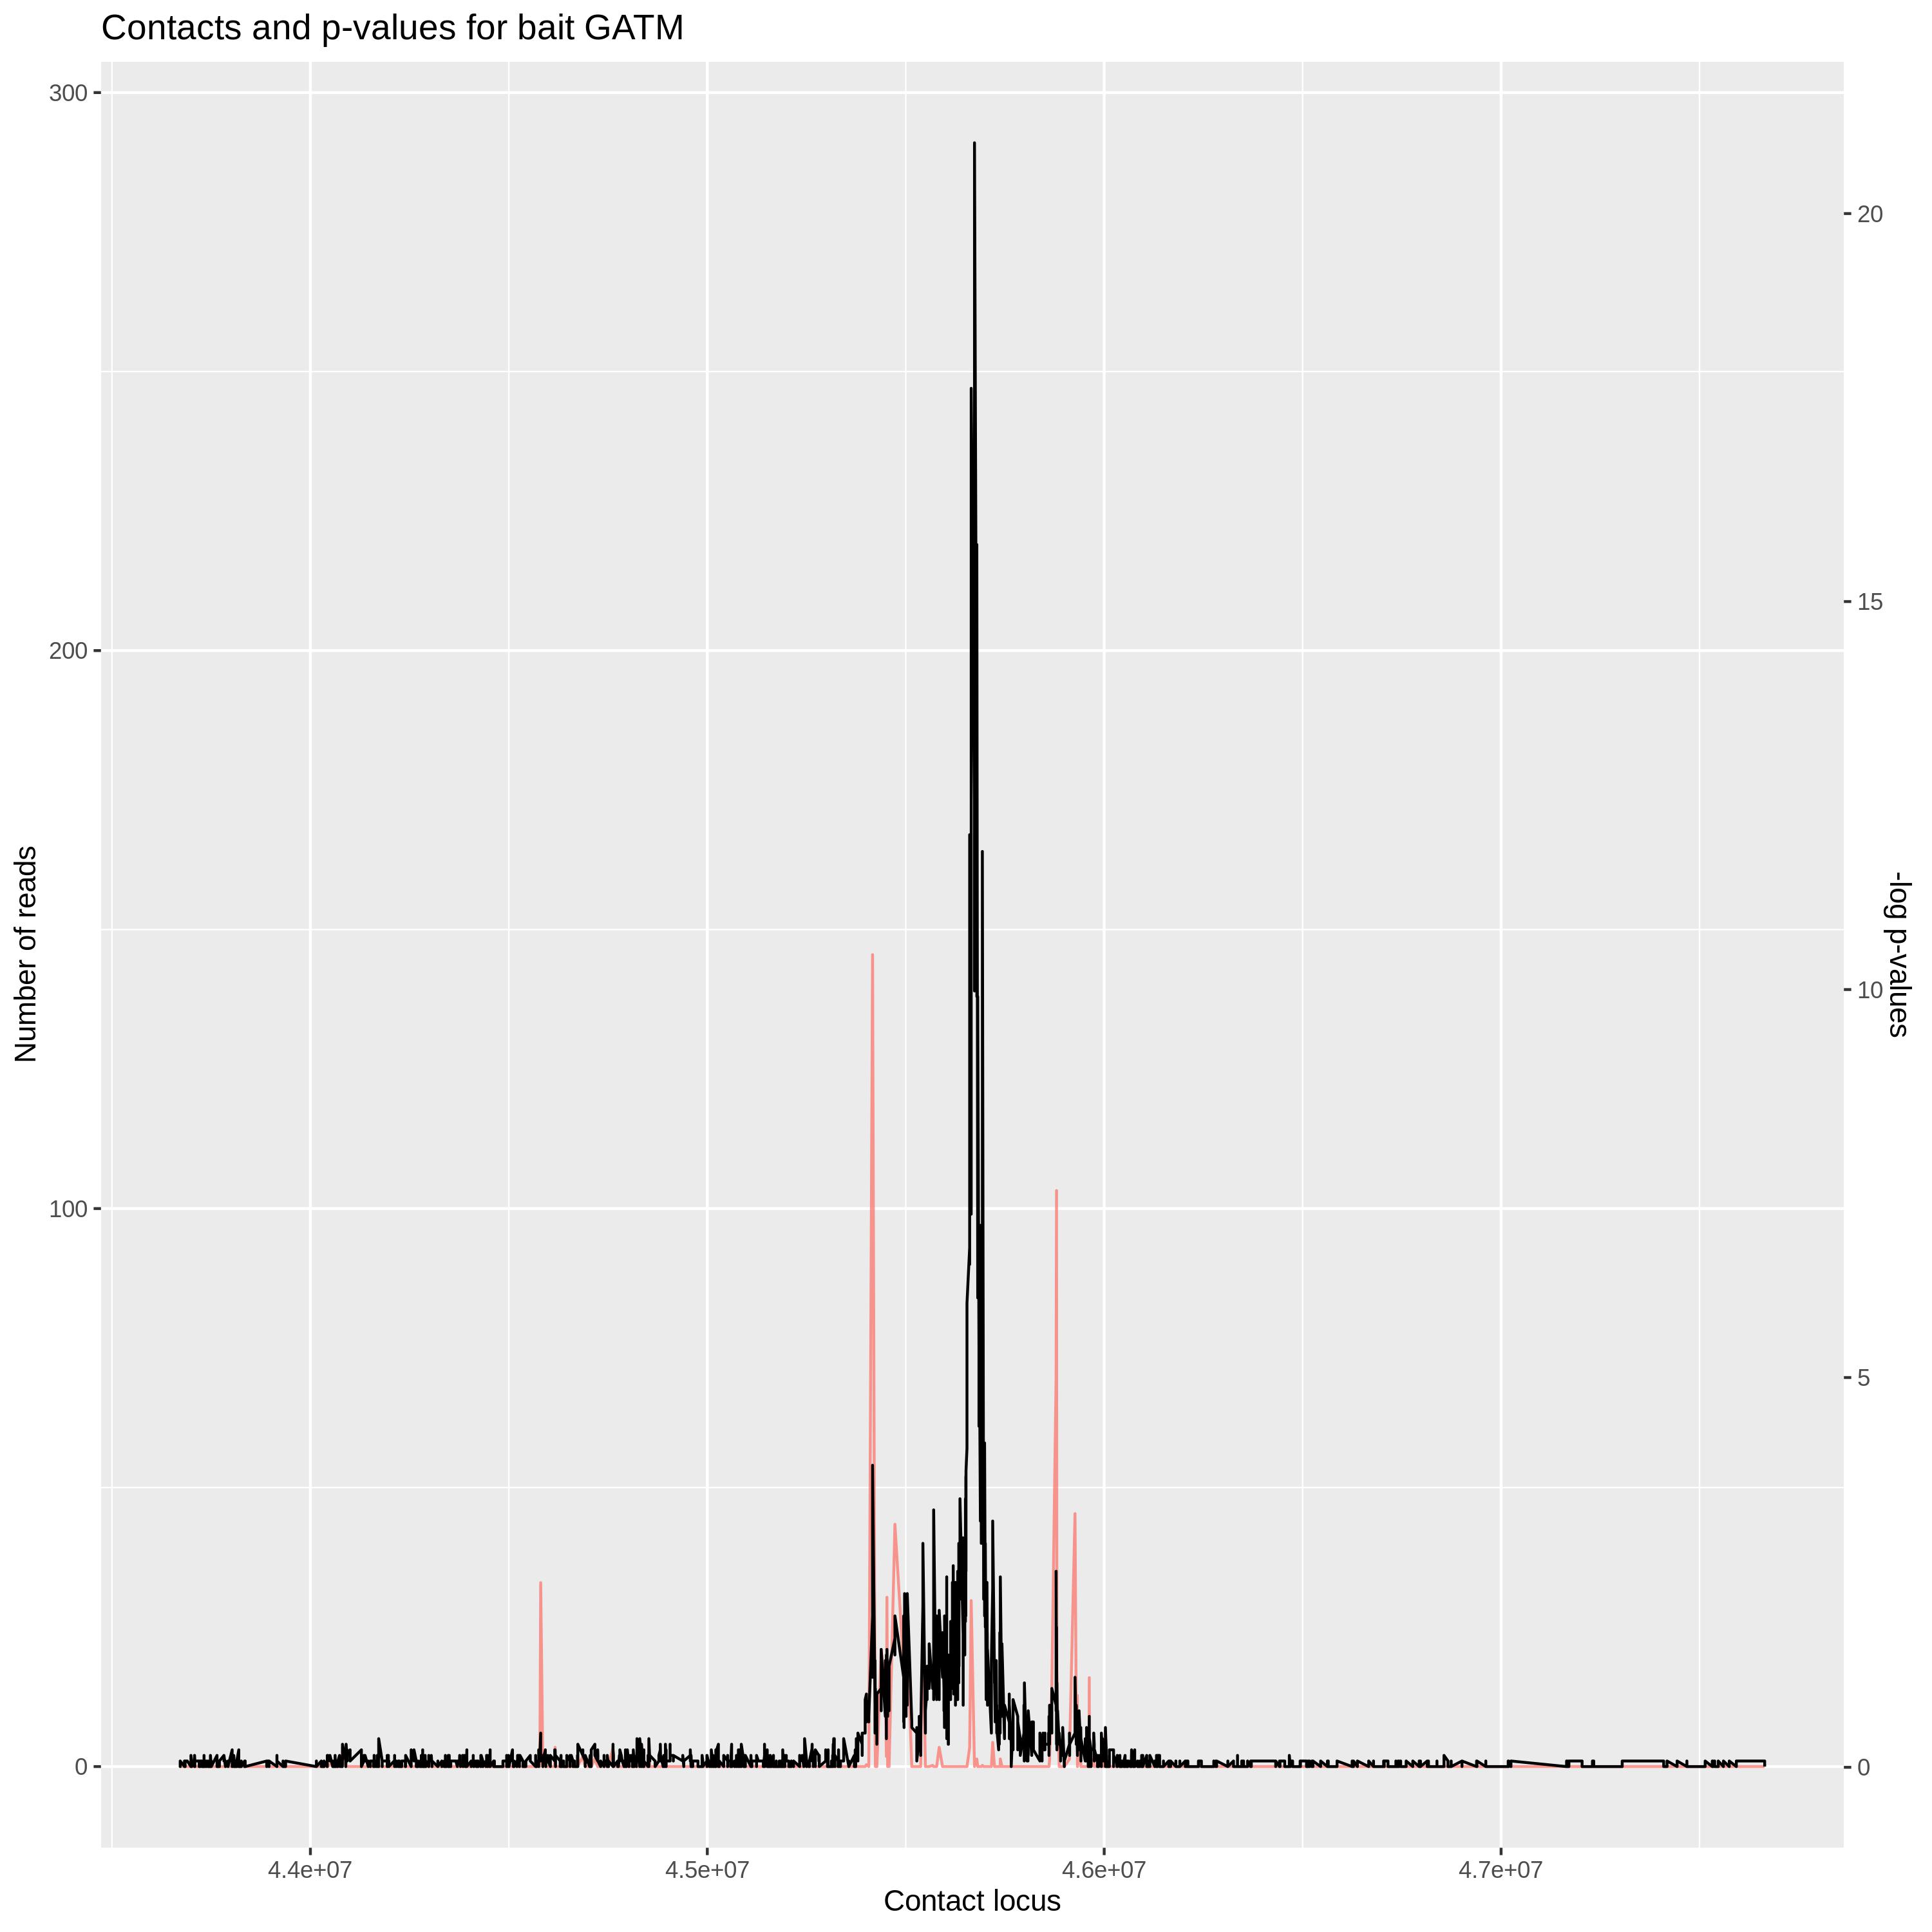 Contacts and p-values for bait GATM
300
200
100
0
20
15
10
5
0
Number of reads
-log p-values
4.4e+07
4.5e+07
4.6e+07
4.7e+07
Contact locus